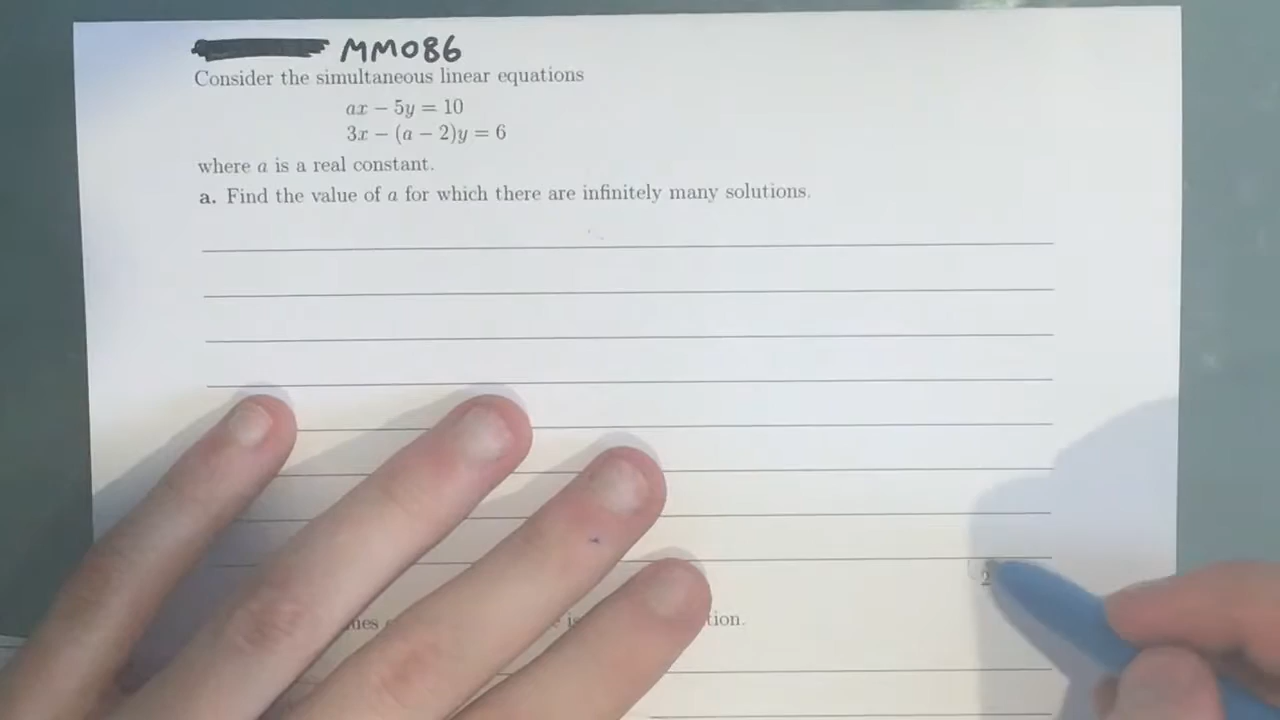 MM086
Consider the simultaneous linear equations
ax − 5y = 10
3x − (a − 2)y = 6
where a is a real constant.
a. Find the value of a for which there are infinitely many solutions.
2